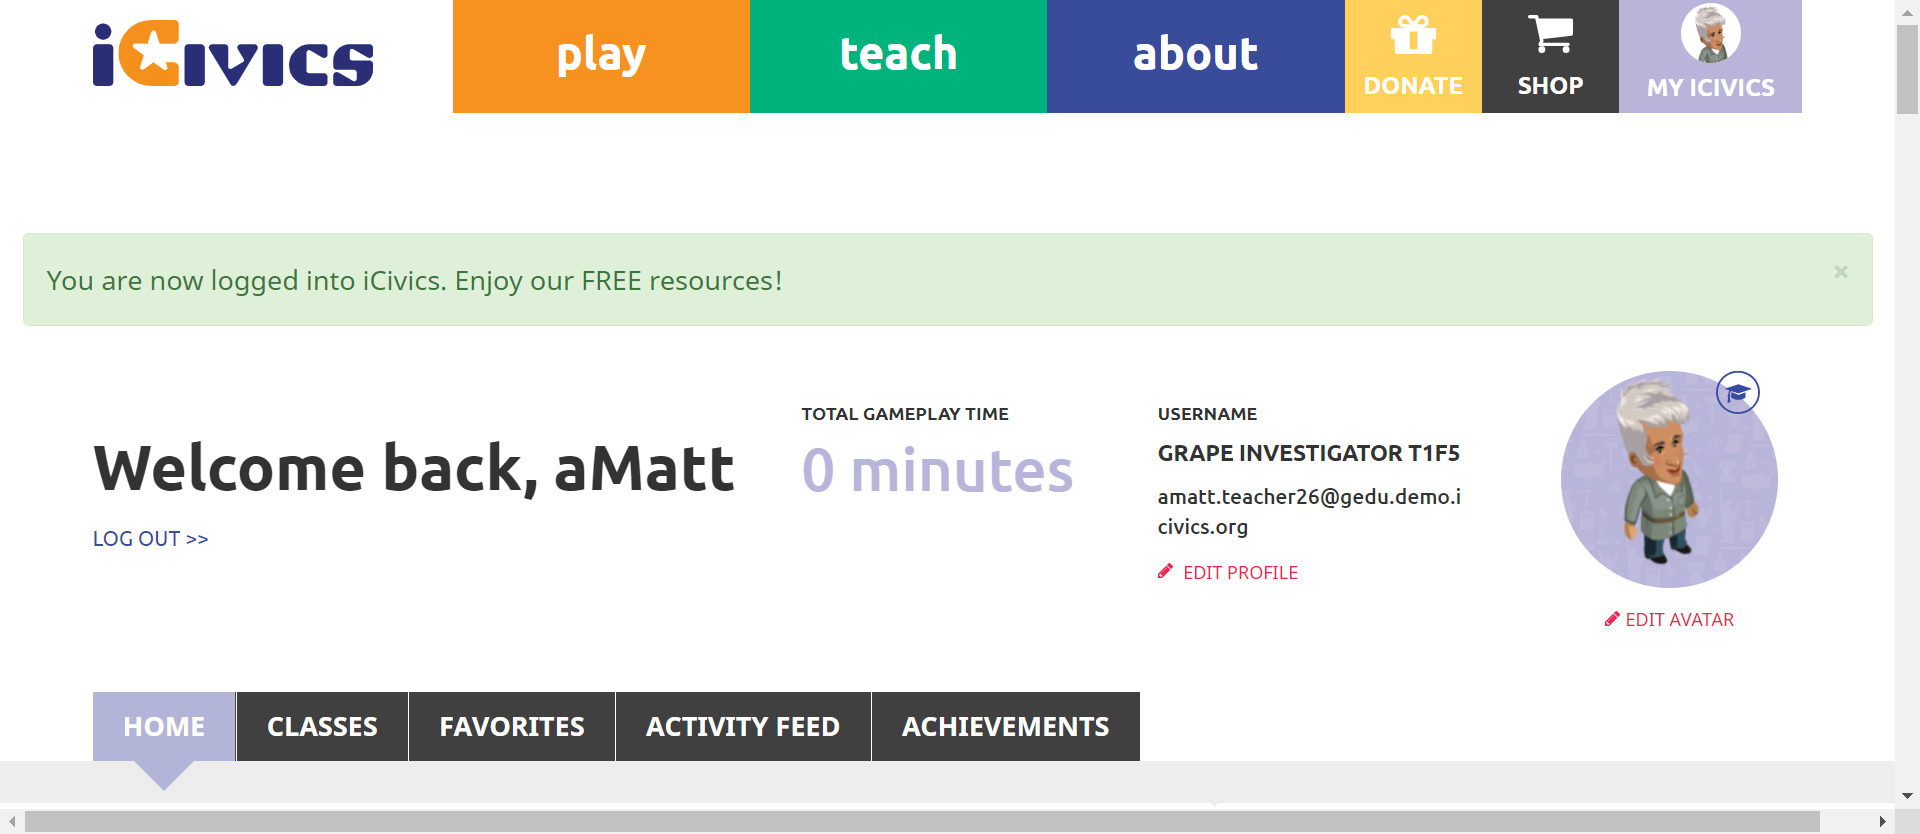 iCivics
play
teach
about
DONATE
SHOP
MY ICIVICS
You are now logged into iCivics. Enjoy our FREE resources!
×
Welcome back, aMatt
LOG OUT >>
TOTAL GAMEPLAY TIME
0 minutes
USERNAME
GRAPE INVESTIGATOR T1F5
amatt.teacher26@gedu.demo.i
civics.org
EDIT PROFILE
EDIT AVATAR
HOME
CLASSES
FAVORITES
ACTIVITY FEED
ACHIEVEMENTS